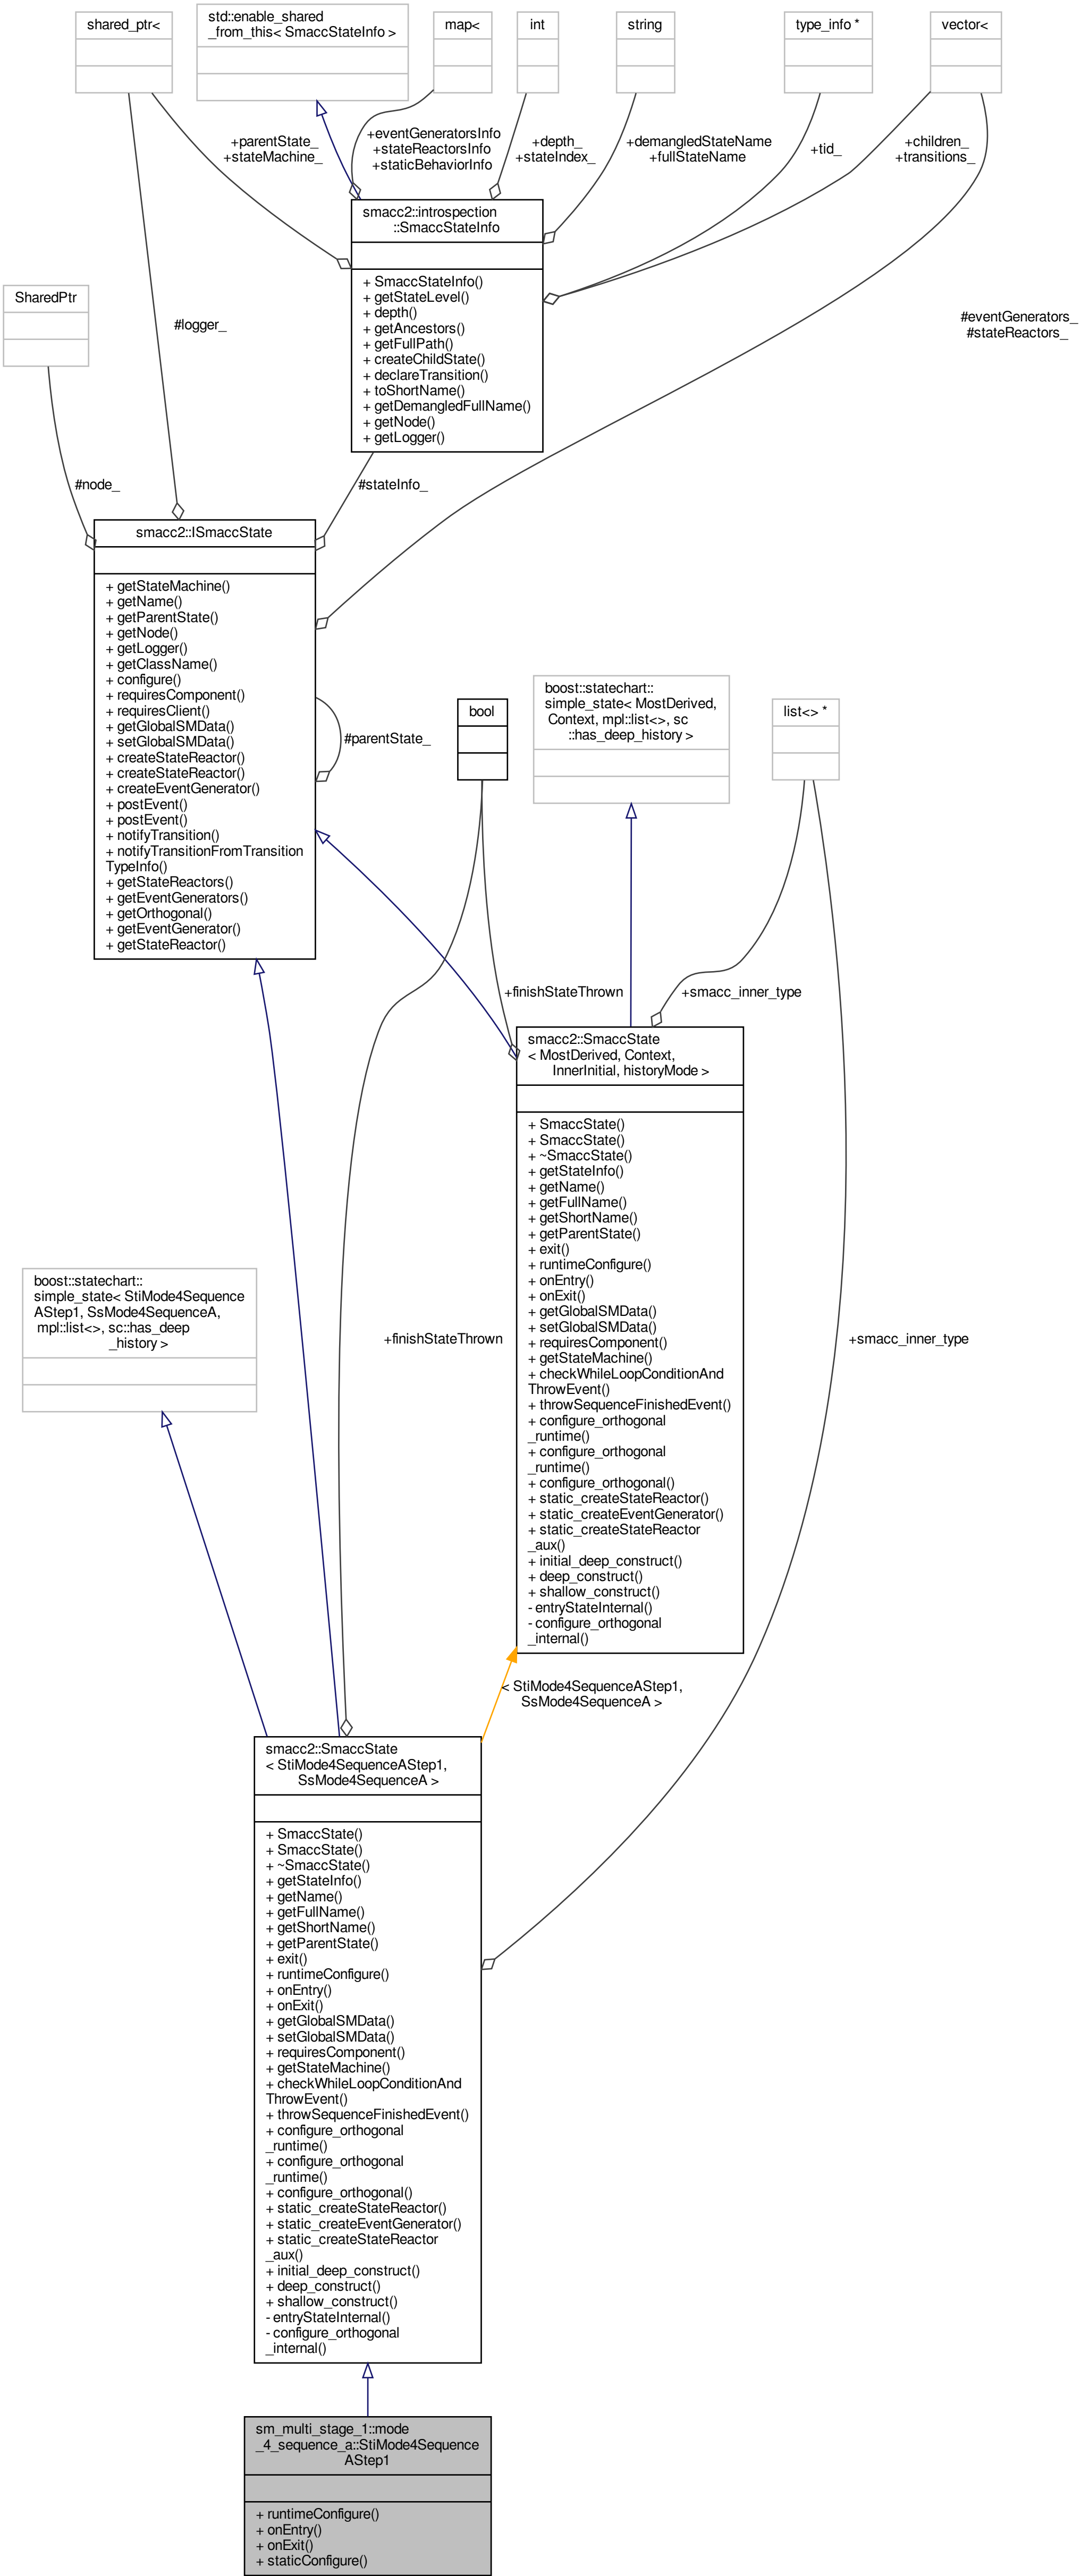 shared_ptr<
std::enable_shared
_from_this< SmaccStateInfo >
map<
int
string
type_info *
vector<
+parentState_
+stateMachine_
+eventGeneratorsInfo
+stateReactorsInfo
+staticBehaviorInfo
+depth_
+stateIndex_
+demangledStateName
+fullStateName
+tid_
+children_
+transitions_
smacc2::introspection
::SmaccStateInfo
+ SmaccStateInfo()
+ getStateLevel()
+ depth()
+ getAncestors()
+ getFullPath()
+ createChildState()
+ declareTransition()
+ toShortName()
+ getDemangledFullName()
+ getNode()
+ getLogger()
SharedPtr
#logger_
#eventGenerators_
#stateReactors_
#node_
#stateInfo_
smacc2::ISmaccState
+ getStateMachine()
+ getName()
+ getParentState()
+ getNode()
+ getLogger()
+ getClassName()
+ configure()
+ requiresComponent()
+ requiresClient()
+ getGlobalSMData()
+ setGlobalSMData()
+ createStateReactor()
+ createStateReactor()
+ createEventGenerator()
+ postEvent()
+ postEvent()
+ notifyTransition()
+ notifyTransitionFromTransition
TypeInfo()
+ getStateReactors()
+ getEventGenerators()
+ getOrthogonal()
+ getEventGenerator()
+ getStateReactor()
#parentState_
bool
boost::statechart::
simple_state< MostDerived,
Context, mpl::list<>, sc
::has_deep_history >
list<> *
+finishStateThrown
+smacc_inner_type
smacc2::SmaccState
< MostDerived, Context,
InnerInitial, historyMode >
+ SmaccState()
+ SmaccState()
+ ~SmaccState()
+ getStateInfo()
+ getName()
+ getFullName()
+ getShortName()
+ getParentState()
+ exit()
+ runtimeConfigure()
+ onEntry()
+ onExit()
+ getGlobalSMData()
+ setGlobalSMData()
+ requiresComponent()
+ getStateMachine()
+ checkWhileLoopConditionAnd
ThrowEvent()
+ throwSequenceFinishedEvent()
+ configure_orthogonal
_runtime()
+ configure_orthogonal
_runtime()
+ configure_orthogonal()
+ static_createStateReactor()
+ static_createEventGenerator()
+ static_createStateReactor
_aux()
+ initial_deep_construct()
+ deep_construct()
+ shallow_construct()
- entryStateInternal()
- configure_orthogonal
_internal()
boost::statechart::
simple_state< StiMode4Sequence
AStep1, SsMode4SequenceA,
mpl::list<>, sc::has_deep
_history >
+finishStateThrown
+smacc_inner_type
< StiMode4SequenceAStep1,
SsMode4SequenceA >
smacc2::SmaccState
< StiMode4SequenceAStep1,
SsMode4SequenceA >
+ SmaccState()
+ SmaccState()
+ ~SmaccState()
+ getStateInfo()
+ getName()
+ getFullName()
+ getShortName()
+ getParentState()
+ exit()
+ runtimeConfigure()
+ onEntry()
+ onExit()
+ getGlobalSMData()
+ setGlobalSMData()
+ requiresComponent()
+ getStateMachine()
+ checkWhileLoopConditionAnd
ThrowEvent()
+ throwSequenceFinishedEvent()
+ configure_orthogonal
_runtime()
+ configure_orthogonal
_runtime()
+ configure_orthogonal()
+ static_createStateReactor()
+ static_createEventGenerator()
+ static_createStateReactor
_aux()
+ initial_deep_construct()
+ deep_construct()
+ shallow_construct()
- entryStateInternal()
- configure_orthogonal
_internal()
sm_multi_stage_1::mode
_4_sequence_a::StiMode4Sequence
AStep1
+ runtimeConfigure()
+ onEntry()
+ onExit()
+ staticConfigure()